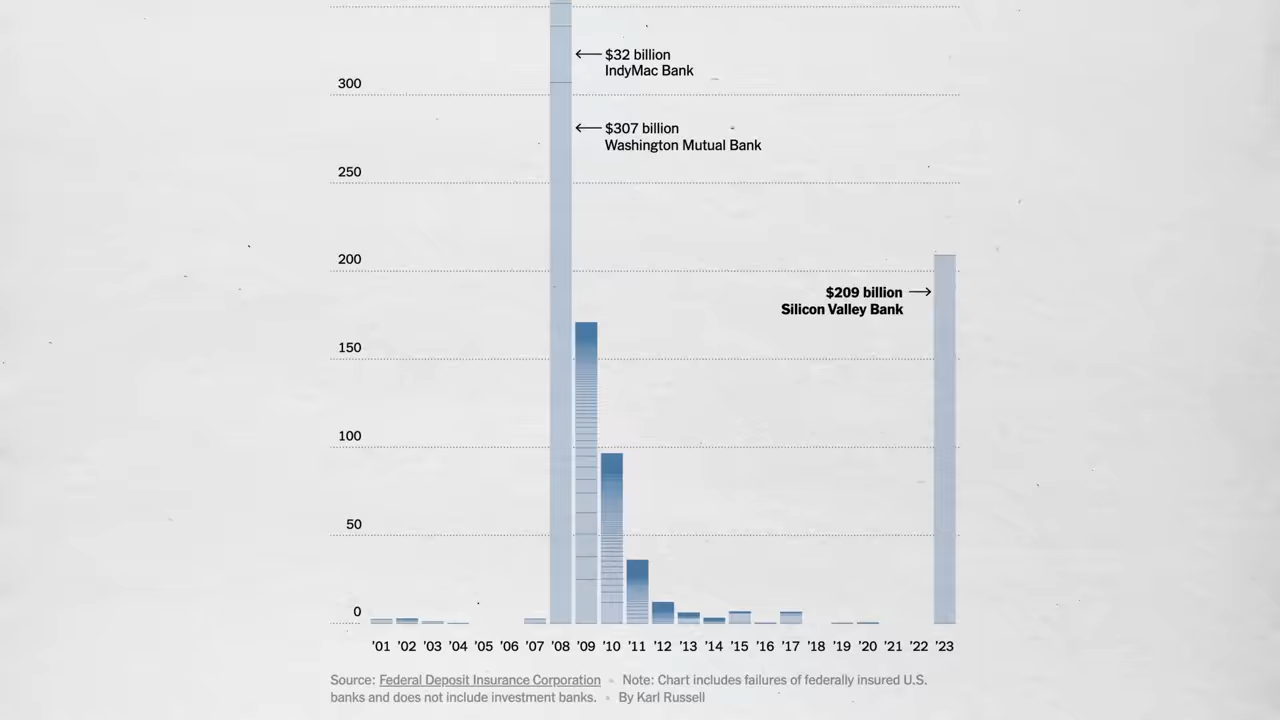 $32 billion
IndyMac Bank
300
$307 billion
Washington Mutual Bank
250
200
$209 billion
Silicon Valley Bank
150
100
50
0
’01 ’02 ’03 ’04 ’05 ’06 ’07 ’08 ’09 ’10 ’11 ’12 ’13 ’14 ’15 ’16 ’17 ’18 ’19 ’20 ’21 ’22 ’23
Source: Federal Deposit Insurance Corporation • Note: Chart includes failures of federally insured U.S.
banks and does not include investment banks. • By Karl Russell